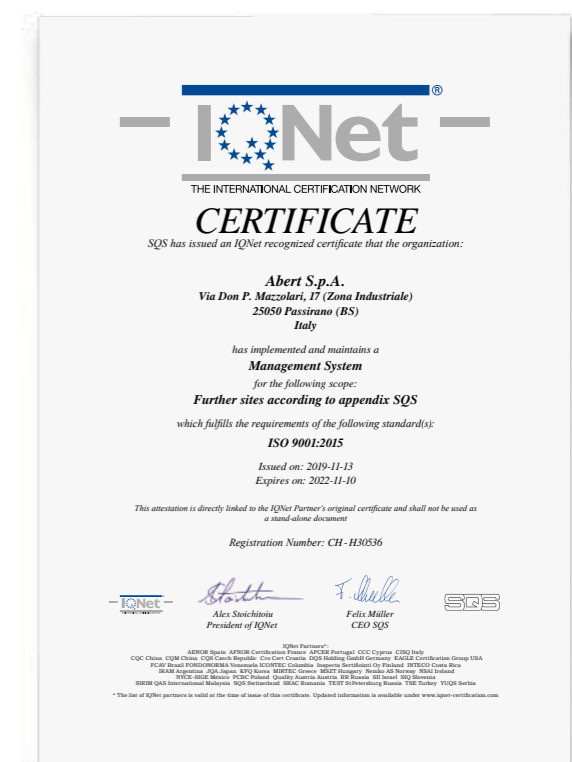 ®
IQNet
THE INTERNATIONAL CERTIFICATION NETWORK
CERTIFICATE
SQS has issued an IQNet recognized certificate that the organization:
Abert S.p.A.
Via Don P. Mazzolari, 17 (Zona Industriale)
25050 Passirano (BS)
Italy
has implemented and maintains a
Management System
for the following scope:
Further sites according to appendix SQS
which fulfills the requirements of the following standard(s):
ISO 9001:2015
Issued on: 2019-11-13
Expires on: 2022-11-10
This attestation is directly linked to the IQNet Partner's original certificate and shall not be used as
a stand-alone document
Registration Number: CH - H30536
IQNet
SQS
Alex Stoichitoiu
President of IQNet
Felix Müller
CEO SQS
IQNet Partners*:
AENOR Spain AFNOR Certification France APCER Portugal CCC Cyprus CISQ Italy
CQC China CQM China CQS Czech Republic Cro Cert Croatia DQS Holding GmbH Germany EAGLE Certification Group USA
FCAV Brazil FONDONORMA Venezuela ICONTEC Colombia Inspecta Sertifiointi Oy Finland INTECO Costa Rica
IRAM Argentina JQA Japan KFQ Korea MIRTEC Greece MSZT Hungary Nemko AS Norway NSAI Ireland
NYCE-SIGE México PCBC Poland Quality Austria Austria RR Russia SII Israel SIQ Slovenia
SIRIM QAS International Malaysia SQS Switzerland SRAC Romania TEST St Petersburg Russia TSE Turkey YUQS Serbia
* The list of IQNet partners is valid at the time of issue of this certificate. Updated information is available under www.iqnet-certification.com